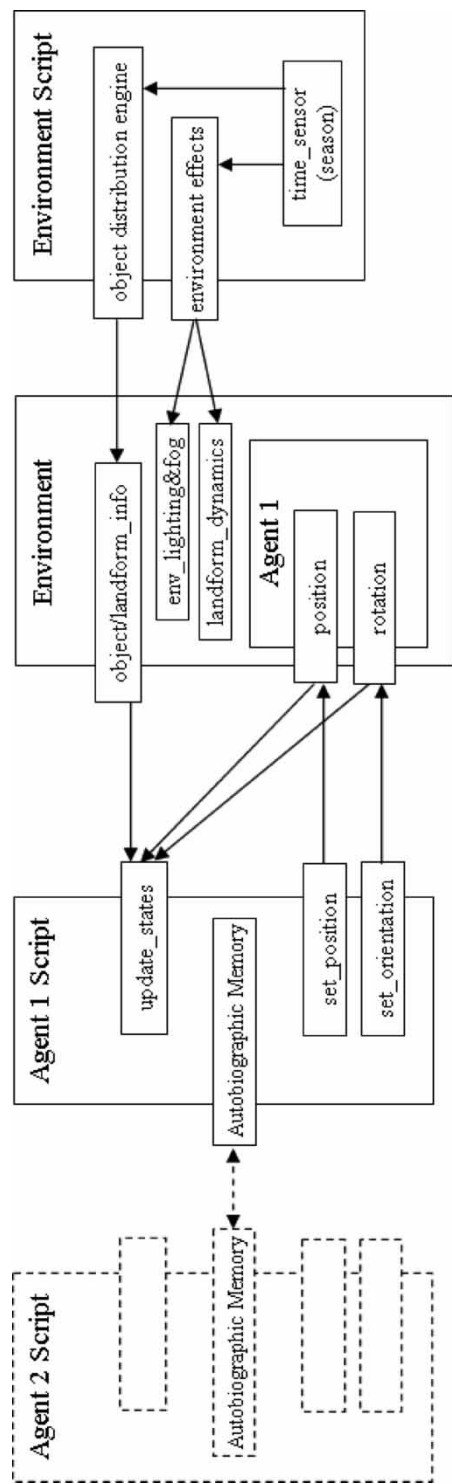 Agent 2 Script
Autobiographic Memory
Agent 1 Script
update_states
Autobiographic Memory
set_position
set_orientation
Environment
object/landform_info
env_lighting&fog
landform_dynamics
Agent 1
position
rotation
Environment Script
object distribution engine
environment effects
time_sensor
(season)